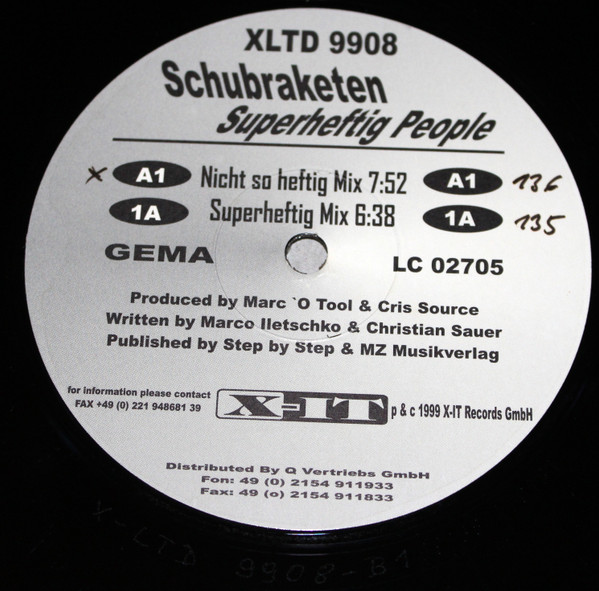 XLTD 9908
Schubraketen
Superheftig People
x A1 Nicht so heftig Mix 7:52 A1 136
1A Superheftig Mix 6:38 1A 135
GEMA LC 02705
Produced by Marc `O Tool & Cris Source
Written by Marco Iletschko & Christian Sauer
Published by Step by Step & MZ Musikverlag
for information please contact
FAX +49 (0) 221 948681 39
X-IT p & c 1999 X-IT Records GmbH
Distributed By Q Vertriebs GmbH
Fon: 49 (0) 2154 911933
Fax: 49 (o) 2154 911833
X-LTD 9908-B1